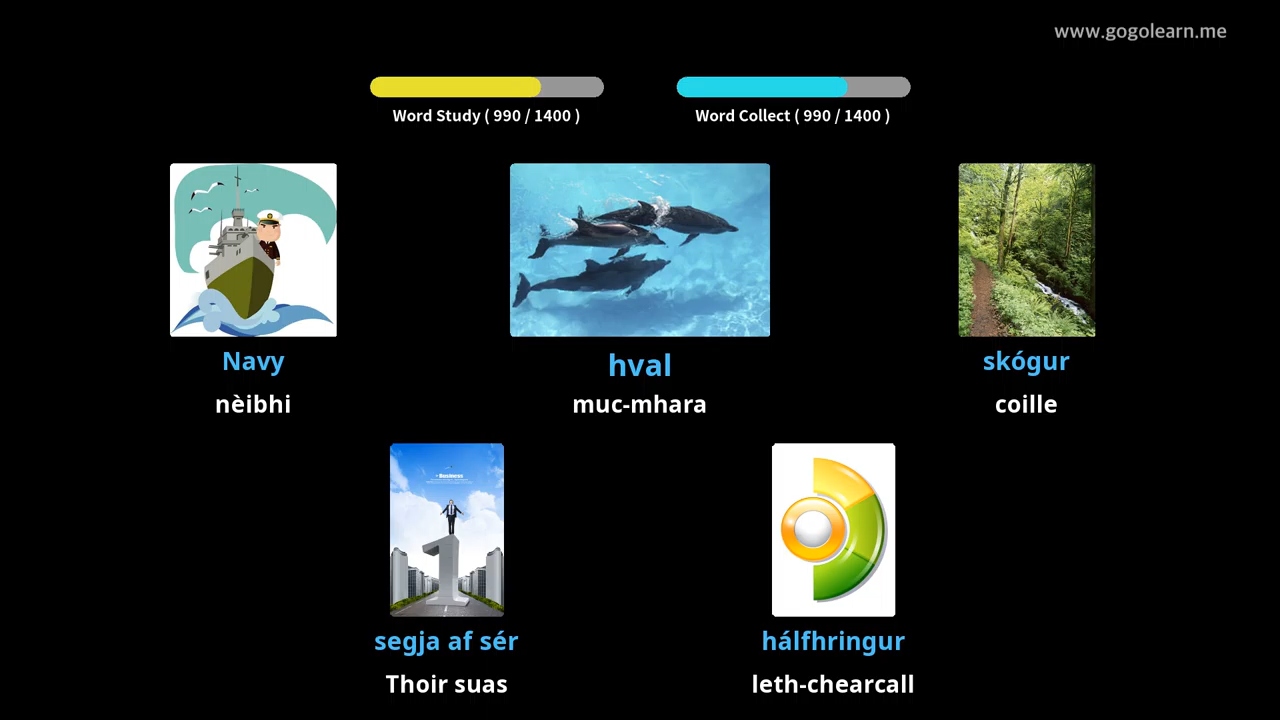 www.gogolearn.me
Word Study ( 990 / 1400 )
Word Collect ( 990 / 1400 )
Navy
nèibhi
hval
muc-mhara
skógur
coille
Business
segja af sér
Thoir suas
hálfhringur
leth-chearcall